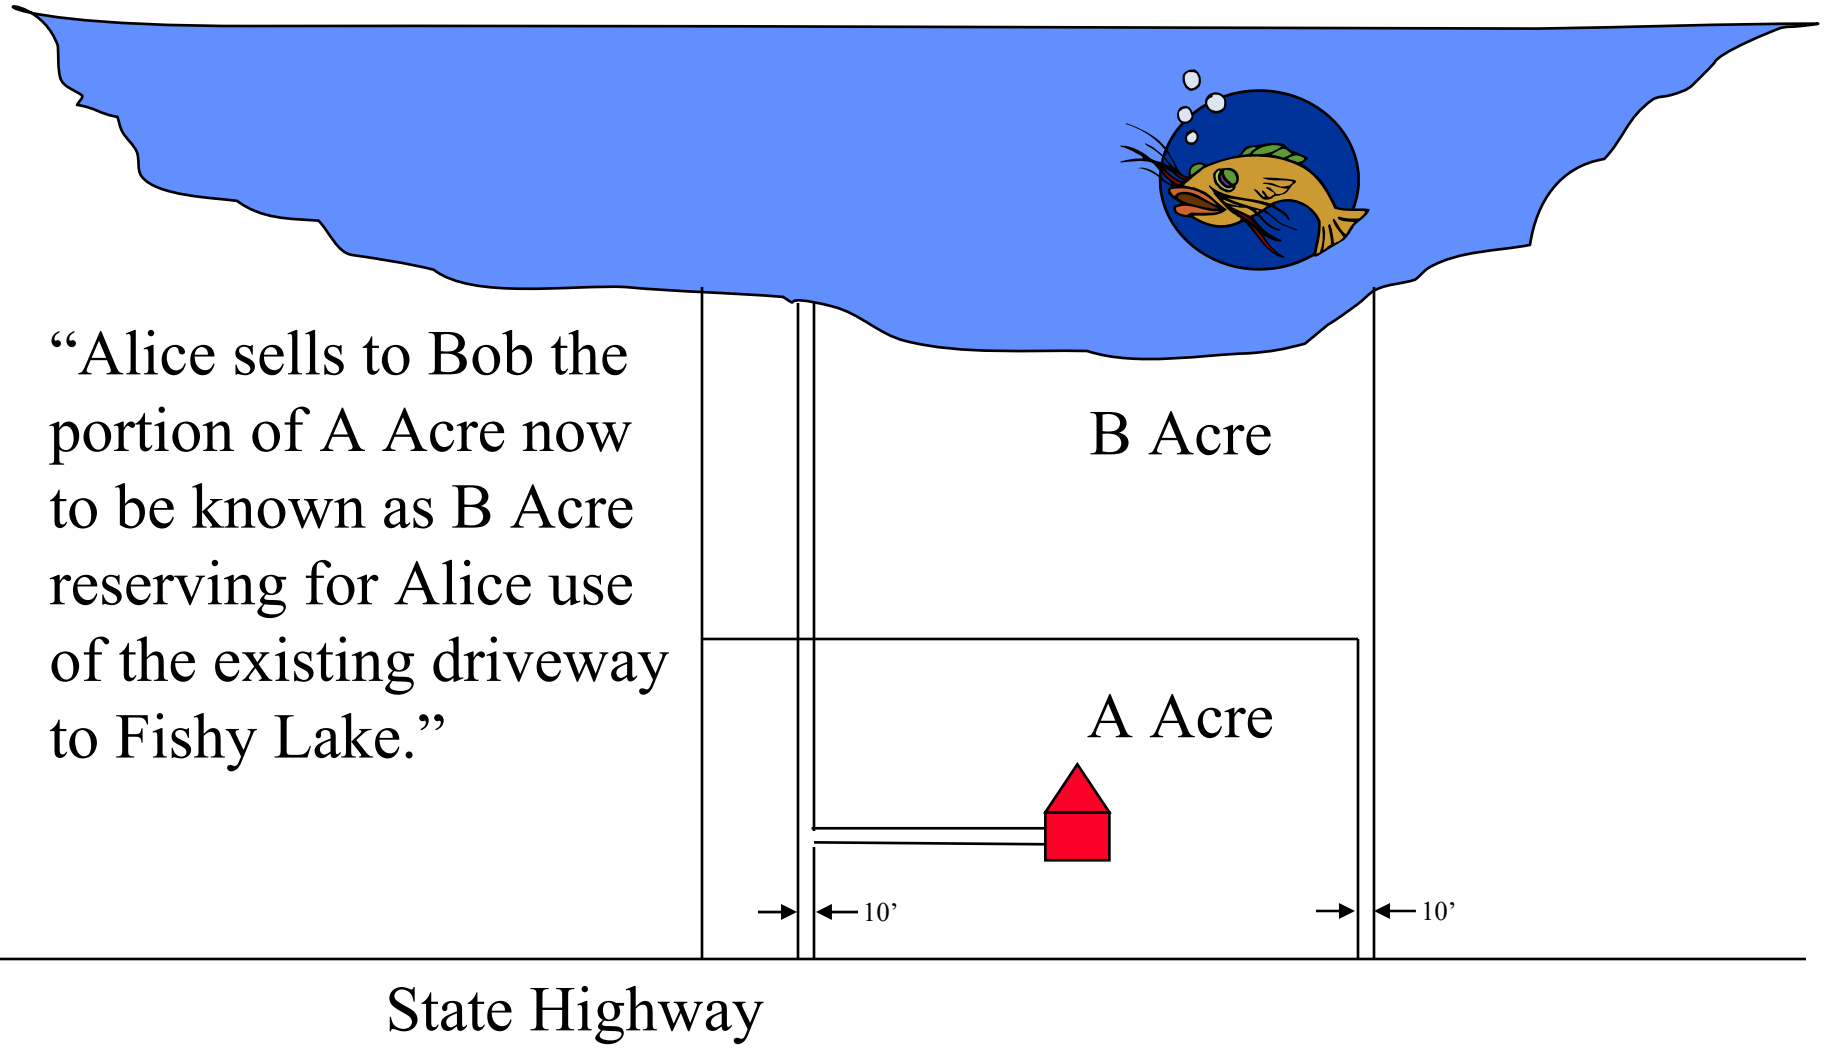 “Alice sells to Bob the
portion of A Acre now
to be known as B Acre
reserving for Alice use
of the existing driveway
to Fishy Lake.”
B Acre
A Acre
10’
10’
State Highway